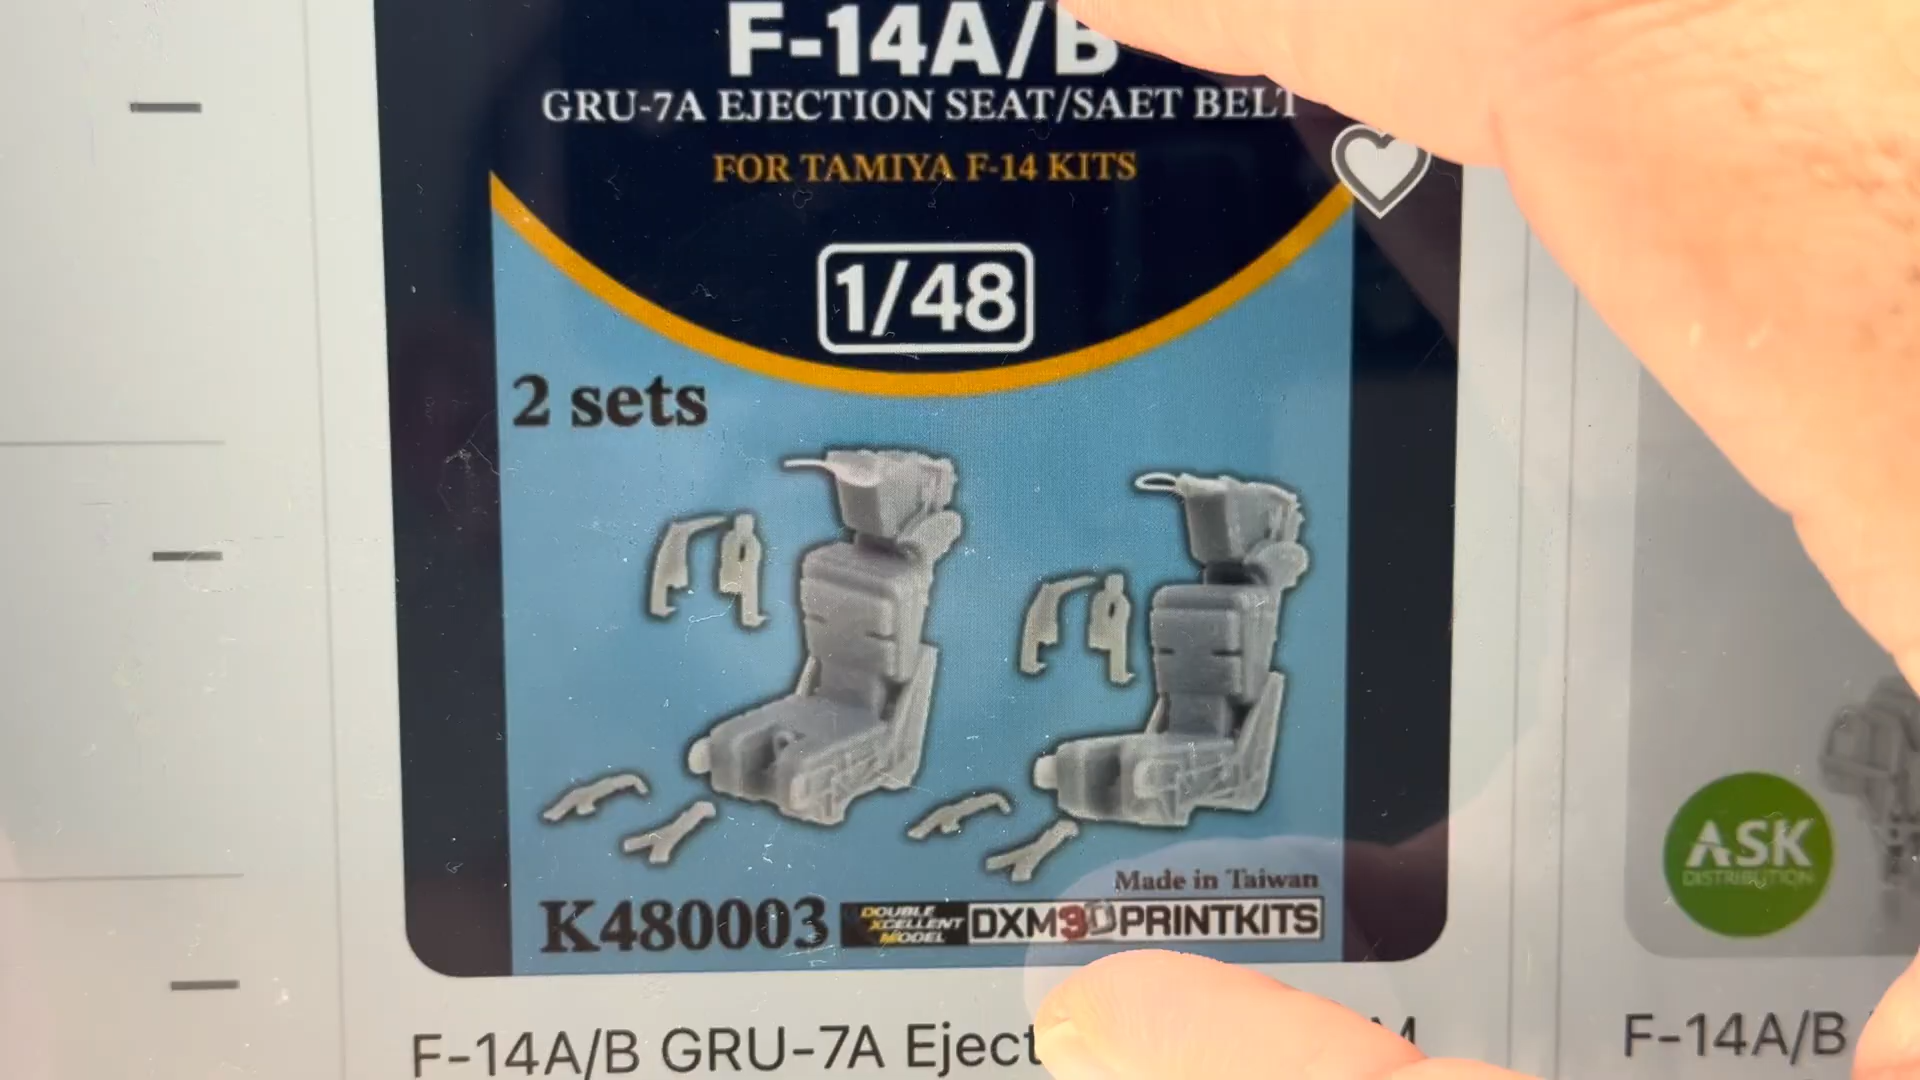 F-14A/B
GRU-7A EJECTION SEAT/SAET BELT
FOR TAMIYA F-14 KITS
1/48
2 sets
Made in Taiwan
K480003
DOUBLE
XCELLENT
MODEL
DXM3DPRINTKITS
ASK
DISTRIBUTION
F-14A/B GRU-7A Eject
F-14A/B